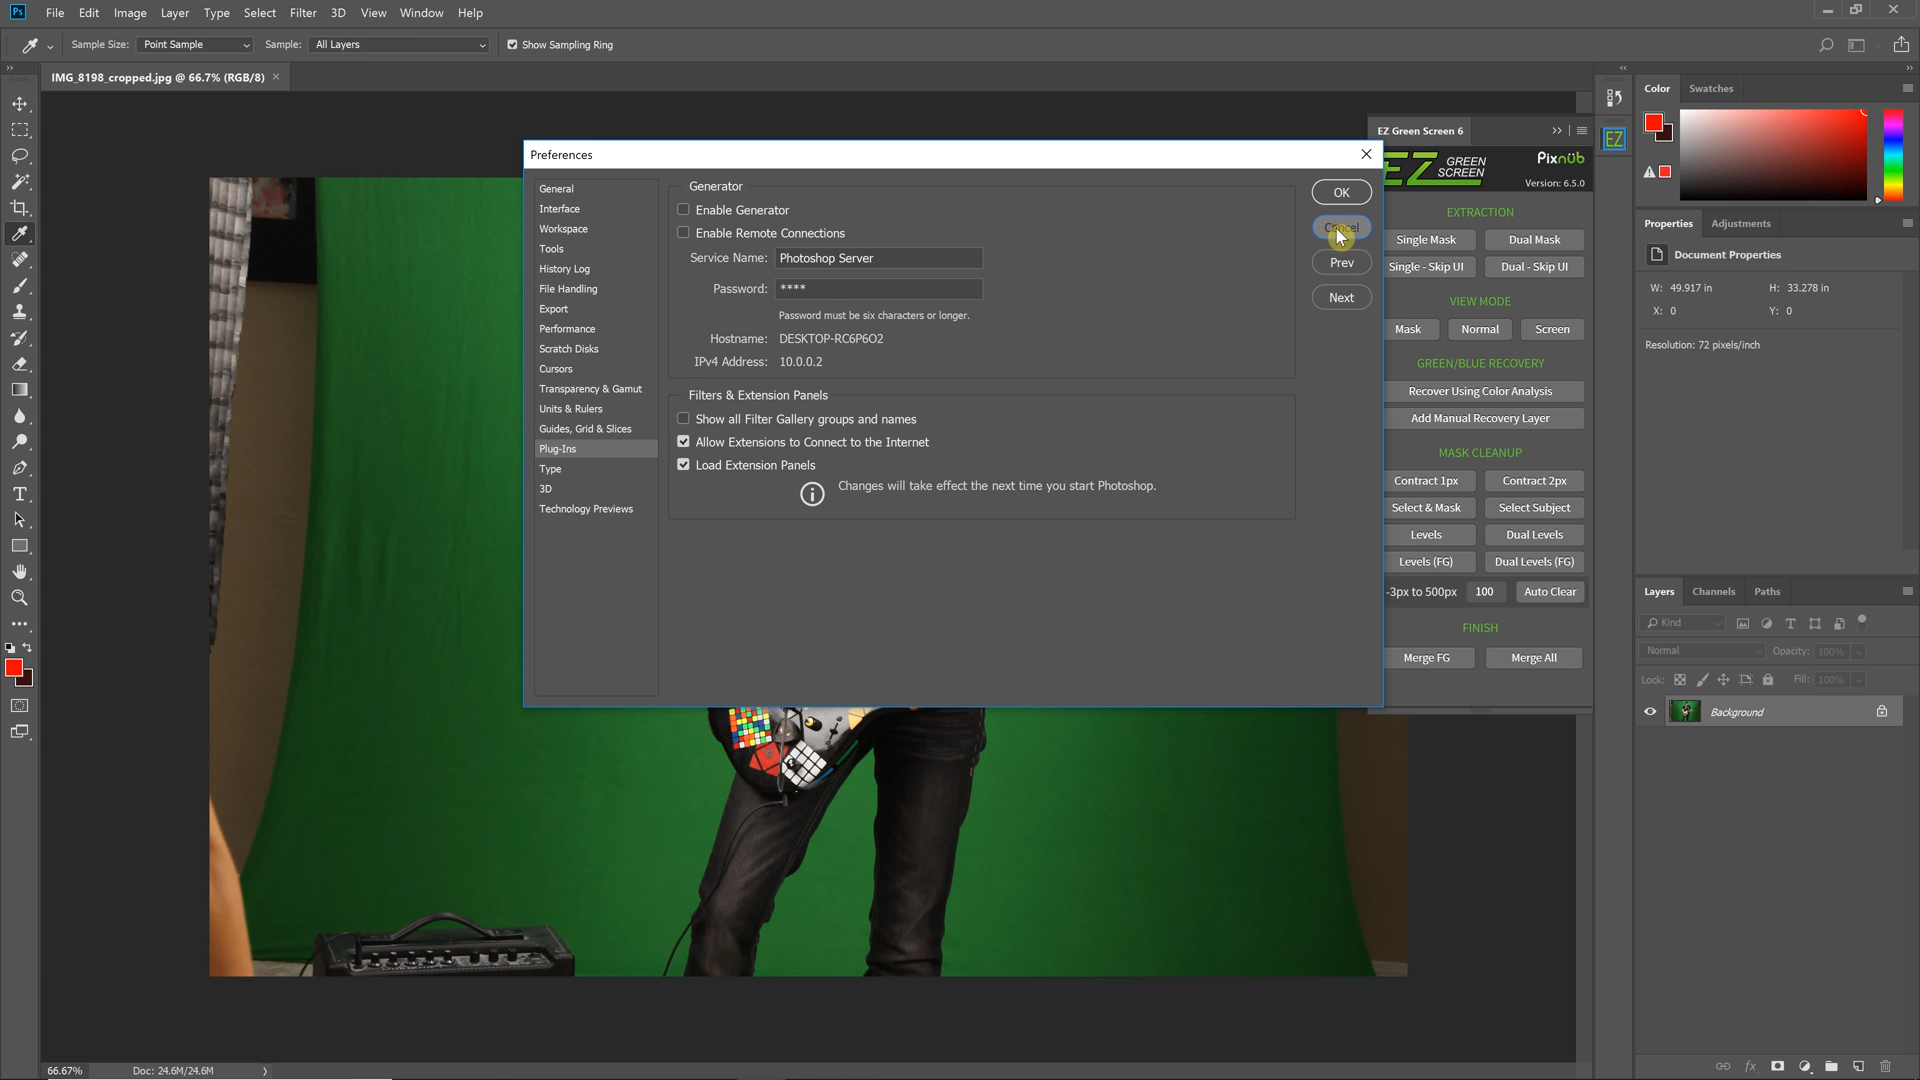 Ps File Edit Image Layer Type Select Filter 3D View Window Help
Sample Size: Point Sample Sample: All Layers Show Sampling Ring
IMG_8198_cropped.jpg @ 66.7% (RGB/8)
Preferences
General
Interface
Workspace
Tools
History Log
File Handling
Export
Performance
Scratch Disks
Cursors
Transparency & Gamut
Units & Rulers
Guides, Grid & Slices
Plug-Ins
Type
3D
Technology Previews
Generator
Enable Generator
Enable Remote Connections
Service Name: Photoshop Server
Password: ****
Password must be six characters or longer.
Hostname: DESKTOP-RC6P6O2
IPv4 Address: 10.0.0.2
Filters & Extension Panels
Show all Filter Gallery groups and names
Allow Extensions to Connect to the Internet
Load Extension Panels
Changes will take effect the next time you start Photoshop.
OK
Cancel
Prev
Next
EZ Green Screen 6
EZ GREEN SCREEN Pixnub
Version: 6.5.0
EXTRACTION
Single Mask Dual Mask
Single - Skip UI Dual - Skip UI
VIEW MODE
Mask Normal Screen
GREEN/BLUE RECOVERY
Recover Using Color Analysis
Add Manual Recovery Layer
MASK CLEANUP
Contract 1px Contract 2px
Select & Mask Select Subject
Levels Dual Levels
Levels (FG) Dual Levels (FG)
-3px to 500px 100 Auto Clear
FINISH
Merge FG Merge All
EZ
Color Swatches
Properties Adjustments
Document Properties
W: 49.917 in H: 33.278 in
X: 0 Y: 0
Resolution: 72 pixels/inch
Layers Channels Paths
Kind
Normal Opacity: 100%
Lock: Fill: 100%
Background
66.67% Doc: 24.6M/24.6M